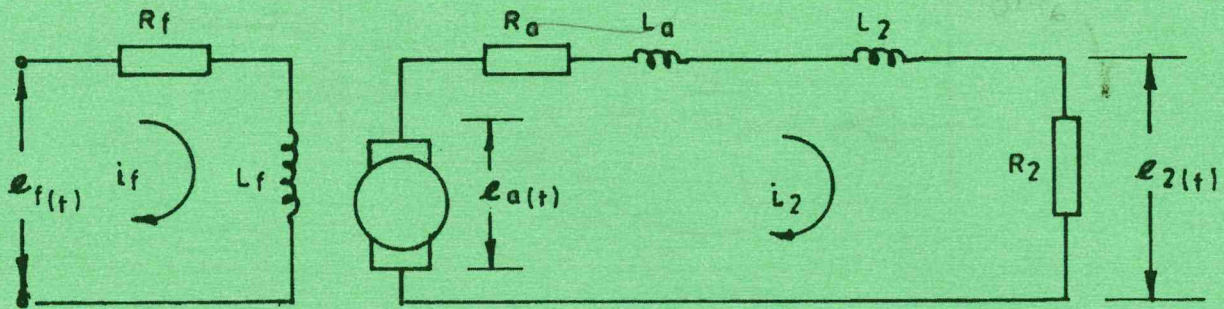 Rf
Ra
La
L2
ef(t)
if
Lf
ea(t)
i2
R2
e2(t)